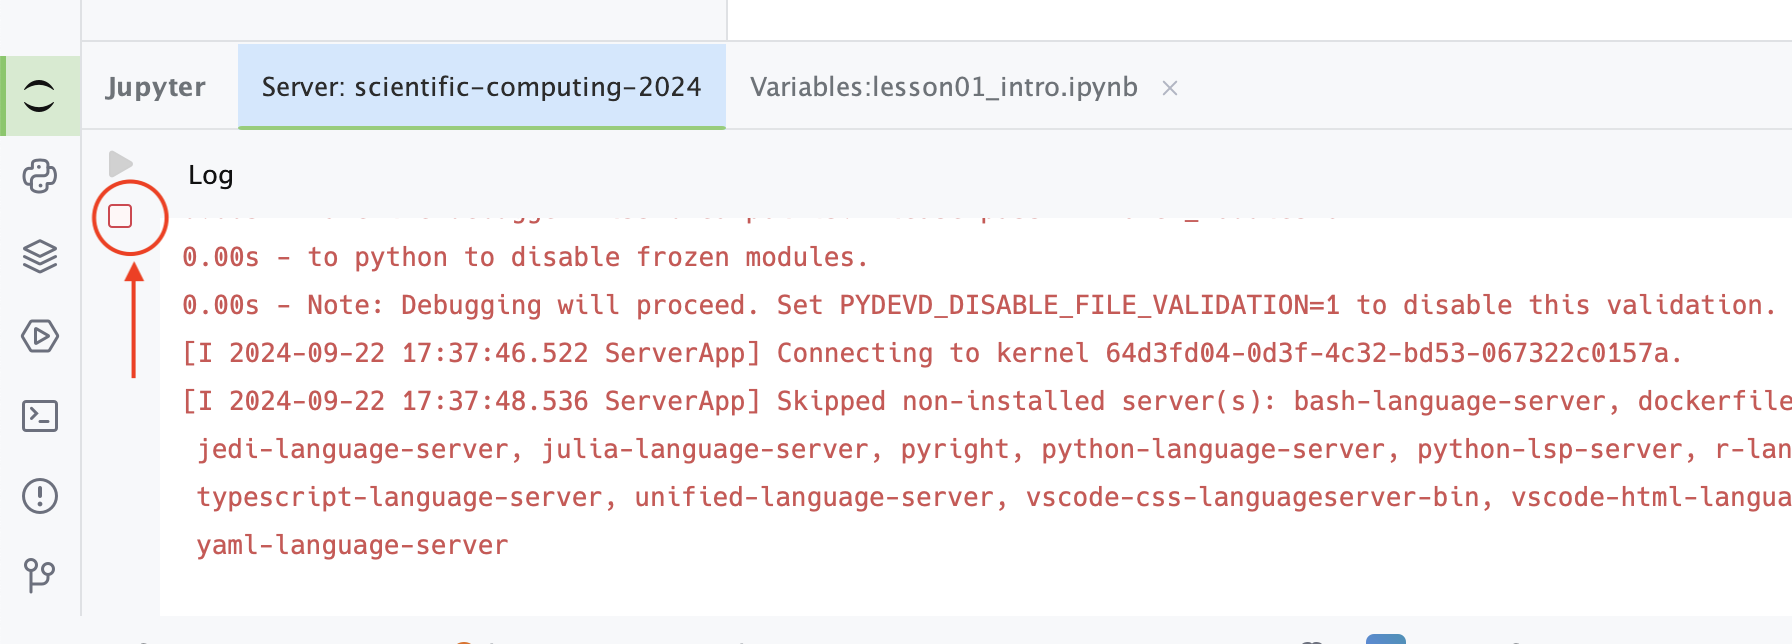 Jupyter
Server: scientific-computing-2024
Variables:lesson01_intro.ipynb
Log
0.00s - to python to disable frozen modules.
0.00s - Note: Debugging will proceed. Set PYDEVD_DISABLE_FILE_VALIDATION=1 to disable this validation.
[I 2024-09-22 17:37:46.522 ServerApp] Connecting to kernel 64d3fd04-0d3f-4c32-bd53-067322c0157a.
[I 2024-09-22 17:37:48.536 ServerApp] Skipped non-installed server(s): bash-language-server, dockerfile
jedi-language-server, julia-language-server, pyright, python-language-server, python-lsp-server, r-lan
typescript-language-server, unified-language-server, vscode-css-languageserver-bin, vscode-html-langua
yaml-language-server